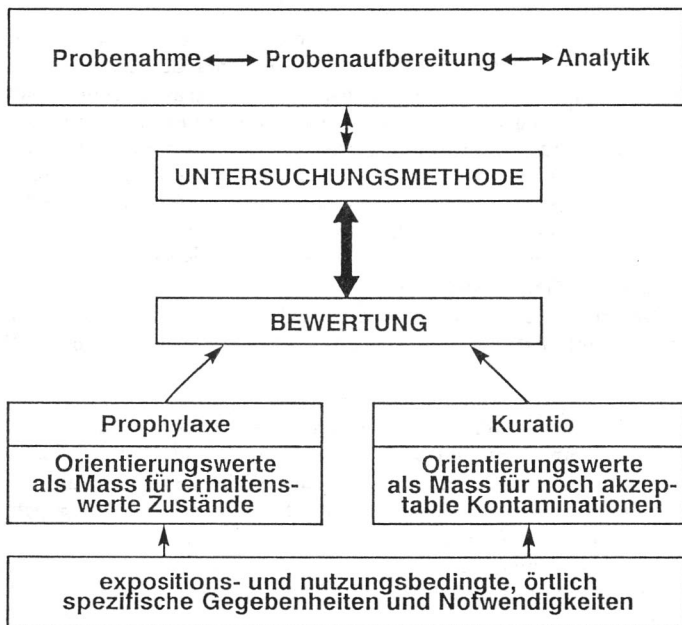 Probenahme Probenaufbereitung Analytik
UNTERSUCHUNGSMETHODE
BEWERTUNG
Prophylaxe
Orientierungswerte
als Mass für erhaltens-
werte Zustände
Kuratio
Orientierungswerte
als Mass für noch akzep-
table Kontaminationen
expositions- und nutzungsbedingte, örtlich
spezifische Gegebenheiten und Notwendigkeiten